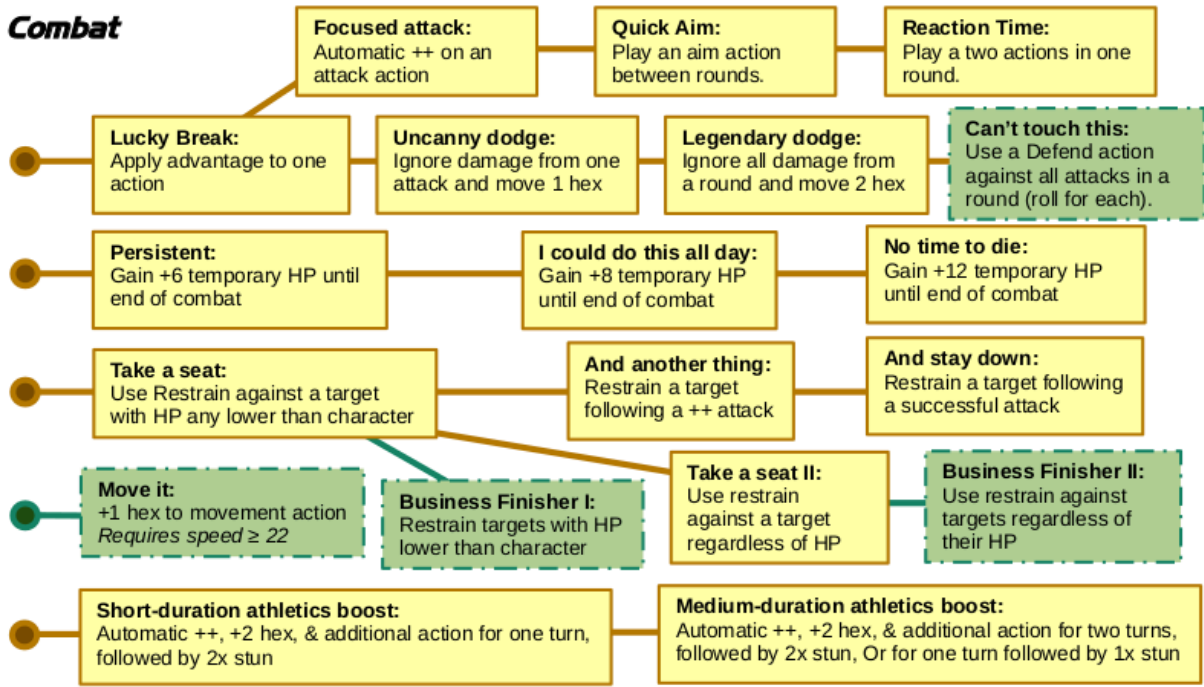 Combat
Focused attack:
Automatic ++ on an
attack action
Quick Aim:
Play an aim action
between rounds.
Reaction Time:
Play a two actions in one
round.
Lucky Break:
Apply advantage to one
action
Uncanny dodge:
Ignore damage from one
attack and move 1 hex
Legendary dodge:
Ignore all damage from
a round and move 2 hex
Can't touch this:
Use a Defend action
against all attacks in a
round (roll for each).
Persistent:
Gain +6 temporary HP until
end of combat
I could do this all day:
Gain +8 temporary HP
until end of combat
No time to die:
Gain +12 temporary HP
until end of combat
Take a seat:
Use Restrain against a target
with HP any lower than character
And another thing:
Restrain a target
following a ++ attack
And stay down:
Restrain a target following
a successful attack
Move it:
+1 hex to movement action
Requires speed ≥ 22
Business Finisher I:
Restrain targets with HP
lower than character
Take a seat II:
Use restrain
against a target
regardless of HP
Business Finisher II:
Use restrain against
targets regardless of
their HP
Short-duration athletics boost:
Automatic ++, +2 hex, & additional action for one turn,
followed by 2x stun
Medium-duration athletics boost:
Automatic ++, +2 hex, & additional action for two turns,
followed by 2x stun, Or for one turn followed by 1x stun